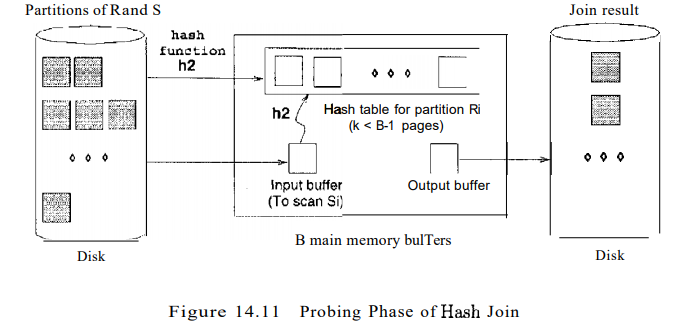 Partitions of Rand S
Join result
hash
function
h2
h2
Hash table for partition Ri
(k < B-1 pages)
Input buffer
(To scan Si)
Output buffer
B main memory bulTers
Disk
Disk
Figure 14.11 Probing Phase of Hash Join